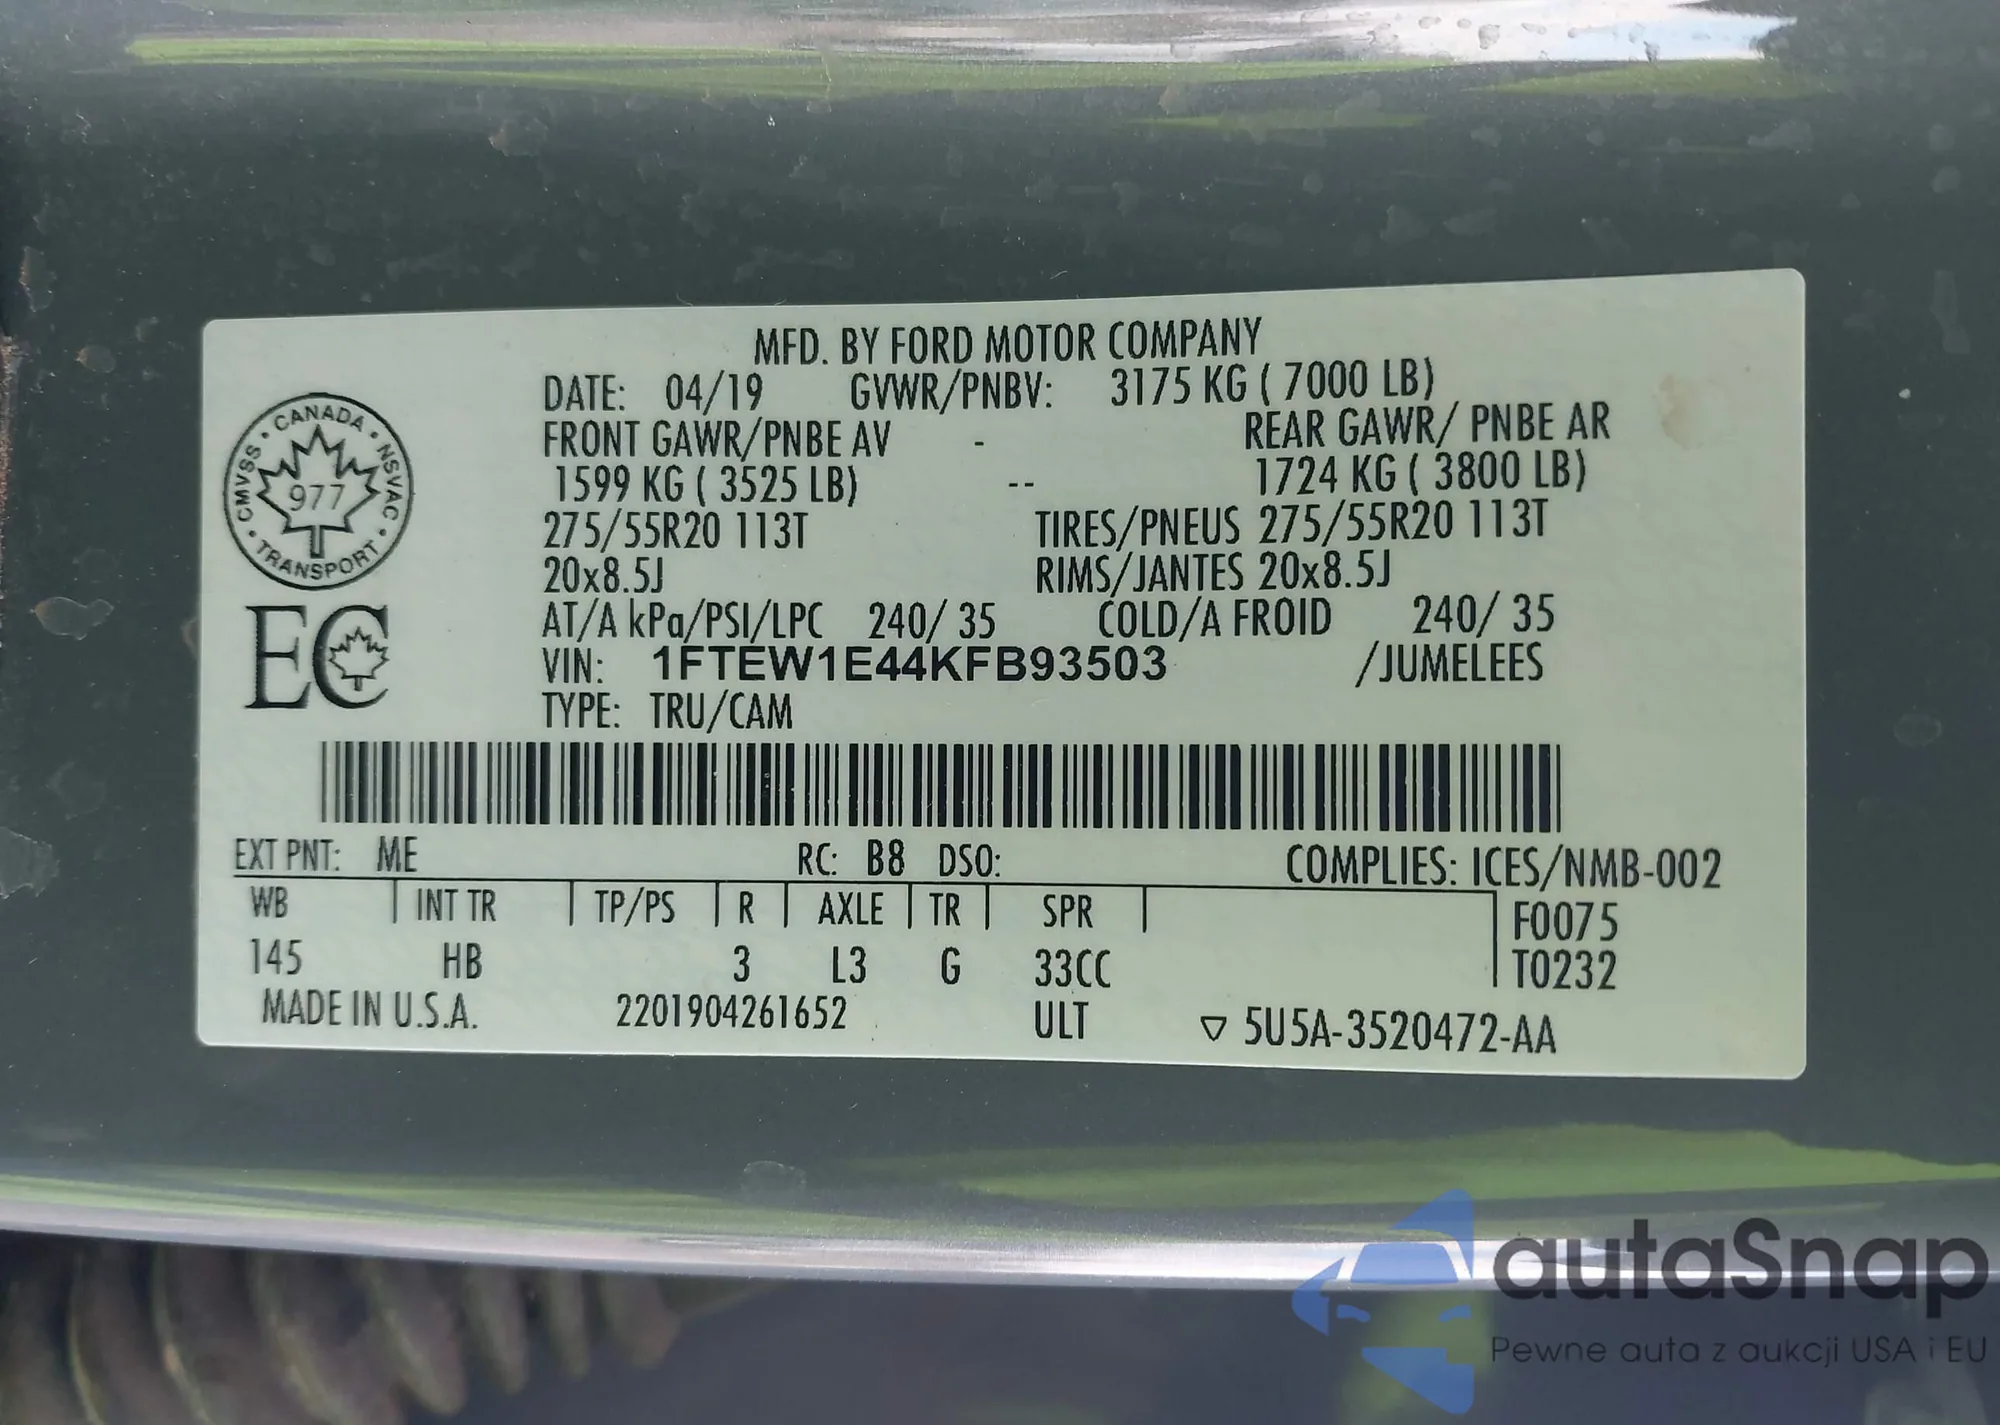 MFD. BY FORD MOTOR COMPANY
DATE: 04/19 GVWR/PNBV: 3175 KG ( 7000 LB)
FRONT GAWR/PNBE AV - REAR GAWR/ PNBE AR
1599 KG ( 3525 LB) -- 1724 KG ( 3800 LB)
275/55R20 113T TIRES/PNEUS 275/55R20 113T
20x8.5J RIMS/JANTES 20x8.5J
AT/A kPa/PSI/LPC 240/ 35 COLD/A FROID 240/ 35
VIN: 1FTEW1E44KFB93503 /JUMELEES
TYPE: TRU/CAM
CANADA • NSVAC • TRANSPORT • CMVSS •
977
EC
EXT PNT: ME RC: B8 DSO: COMPLIES: ICES/NMB-002
WB INT TR TP/PS R AXLE TR SPR F0075
145 HB 3 L3 G 33CC T0232
MADE IN U.S.A. 2201904261652 ULT ▽ 5U5A-3520472-AA
autaSnap
Pewne auta z aukcji USA i EU